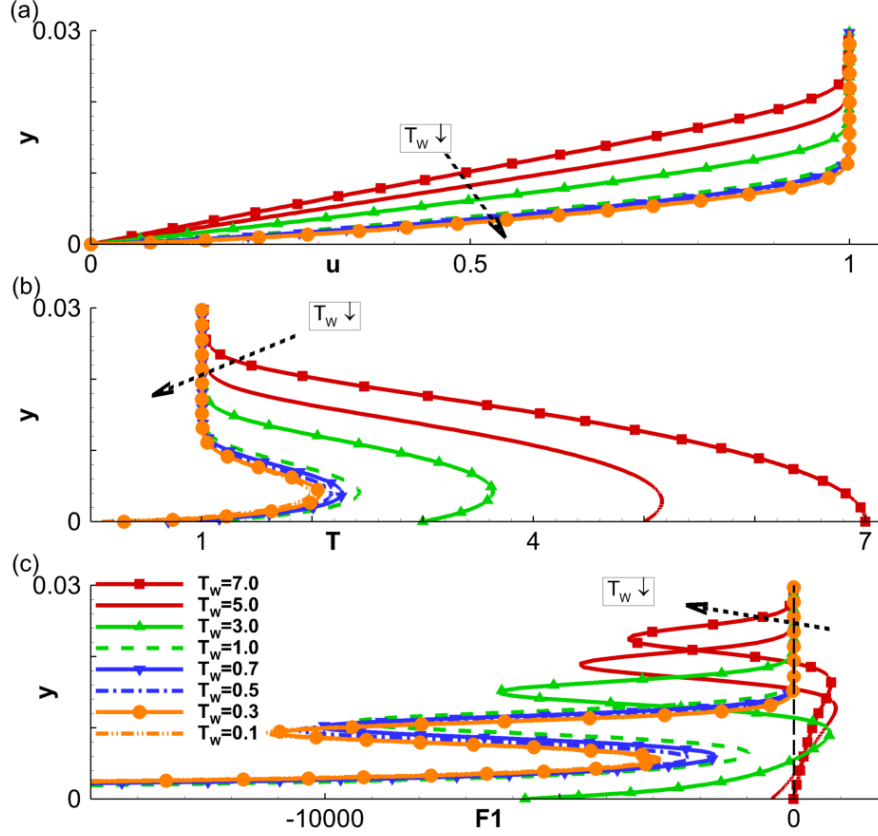 (a)
0.03
y
T_w ↓
0
0 u 0.5 1
(b)
0.03
T_w ↓
y
0
1 T 4 7
(c)
0.03
T_w=7.0
T_w=5.0
T_w=3.0
T_w=1.0
T_w=0.7
T_w=0.5
T_w=0.3
T_w=0.1
T_w ↓
y
0
-10000 F1 0